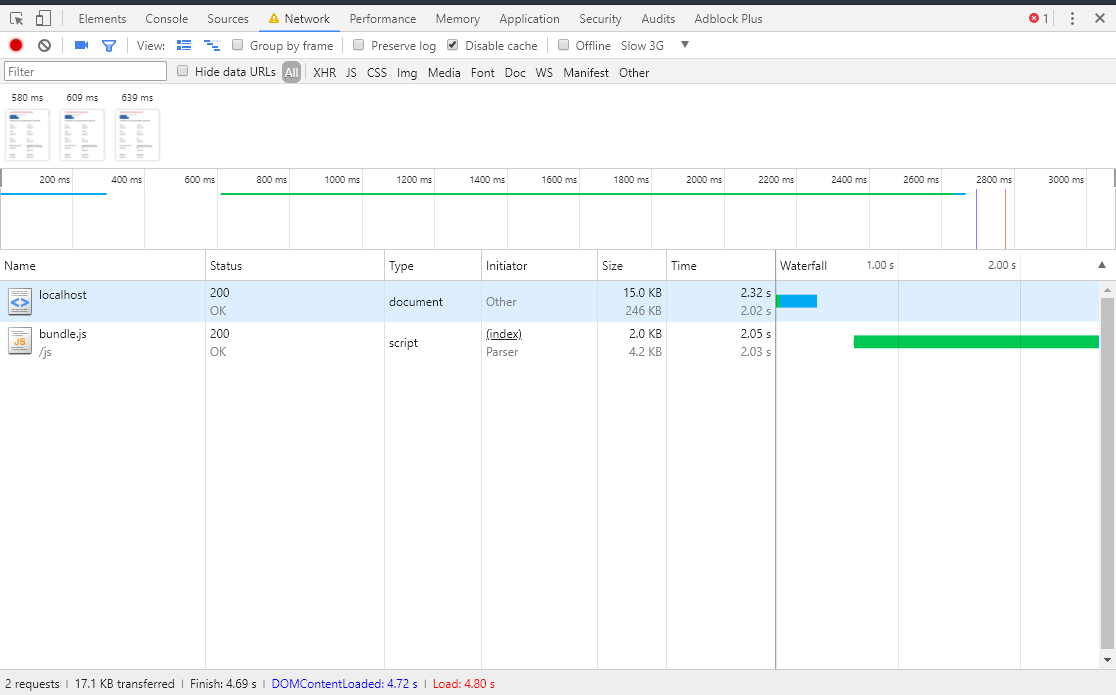 Elements Console Sources Network Performance Memory Application Security Audits Adblock Plus 1
View: Group by frame Preserve log Disable cache Offline Slow 3G
Filter Hide data URLs All XHR JS CSS Img Media Font Doc WS Manifest Other
580 ms 609 ms 639 ms
200 ms 400 ms 600 ms 800 ms 1000 ms 1200 ms 1400 ms 1600 ms 1800 ms 2000 ms 2200 ms 2400 ms 2600 ms 2800 ms 3000 ms
Name Status Type Initiator Size Time Waterfall 1.00 s 2.00 s
localhost 200 document Other 15.0 KB 2.32 s
OK 246 KB 2.02 s
bundle.js 200 script (index) 2.0 KB 2.05 s
JS /js OK Parser 4.2 KB 2.03 s
2 requests | 17.1 KB transferred | Finish: 4.69 s | DOMContentLoaded: 4.72 s | Load: 4.80 s